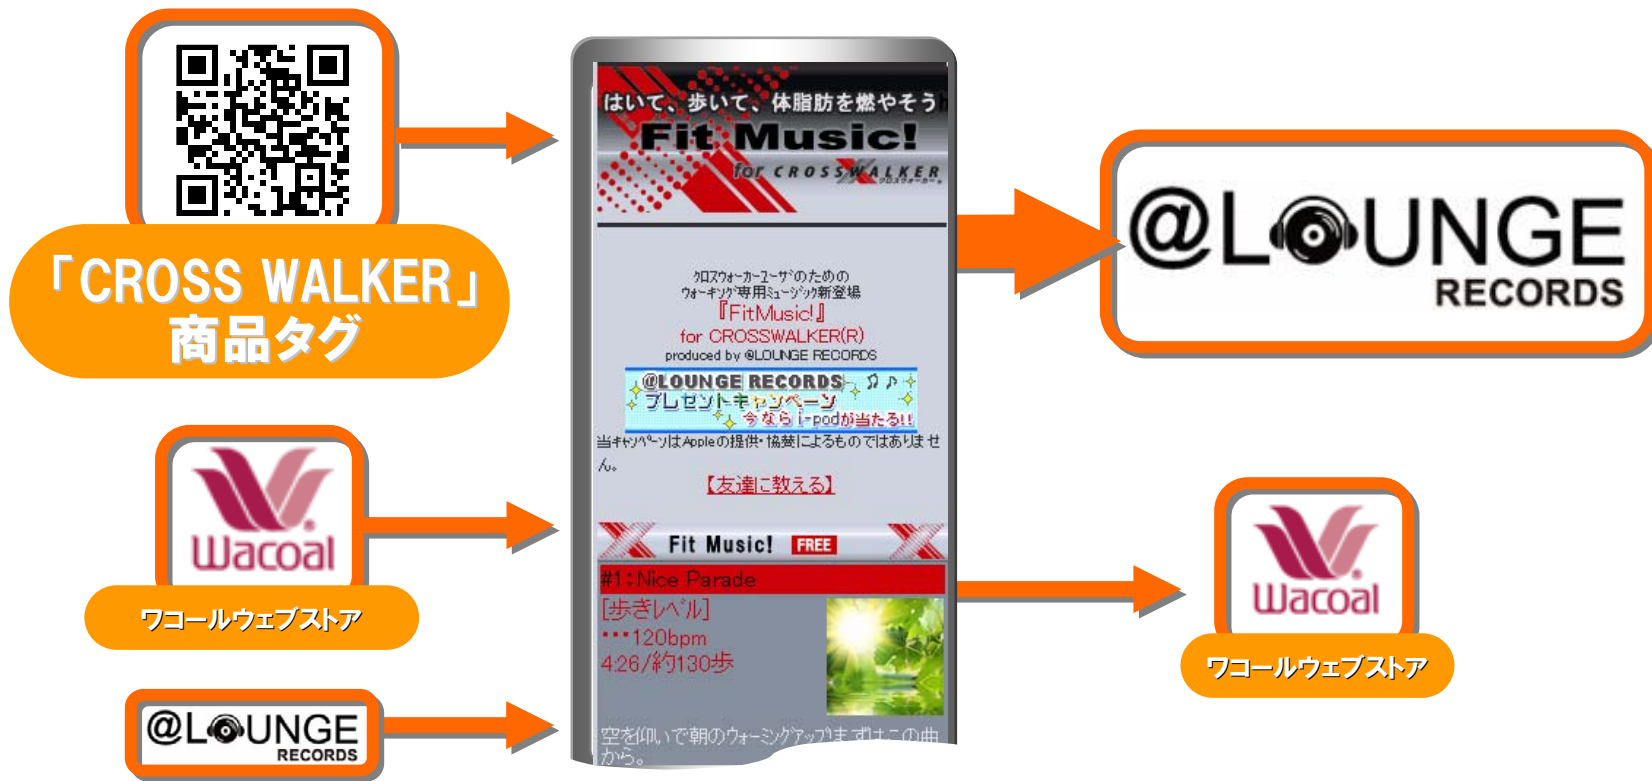 「CROSS WALKER」
商品タグ
Wacoal
ワコールウェブストア
@LOUNGE
RECORDS
はいて、歩いて、体脂肪を燃やそう
Fit Music!
for CROSSWALKER
クロスウォーカー
クロスウォーカーユーザのための
ウォーキング専用ミュージック新登場
『FitMusic!』
for CROSSWALKER(R)
produced by @LOUNGE RECORDS
@LOUNGE RECORDS
プレゼントキャンペーン
今なら i-podが当たる!!
当キャンペーンはAppleの提供・協賛によるものではありませ
ん。
【友達に教える】
Fit Music! FREE
#1:Nice Parade
[歩きレベル]
・・・120bpm
4:26/約130歩
空を仰いで朝のウォーミングアップまずはこの曲
から。
@LOUNGE
RECORDS
Wacoal
ワコールウェブストア